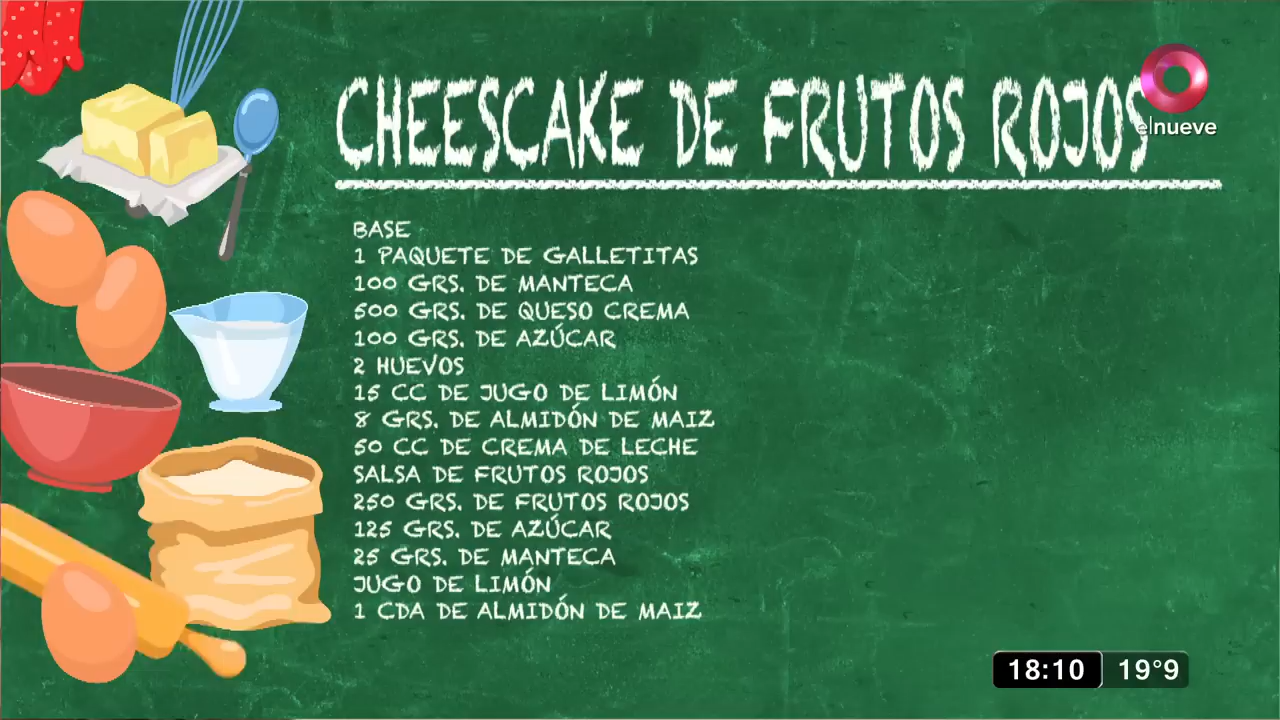 CHEESCAKE DE FRUTOS ROJOS
elnueve
BASE
1 PAQUETE DE GALLETITAS
100 GRS. DE MANTECA
500 GRS. DE QUESO CREMA
100 GRS. DE AZÚCAR
2 HUEVOS
15 CC DE JUGO DE LIMÓN
8 GRS. DE ALMIDÓN DE MAIZ
50 CC DE CREMA DE LECHE
SALSA DE FRUTOS ROJOS
250 GRS. DE FRUTOS ROJOS
125 GRS. DE AZÚCAR
25 GRS. DE MANTECA
JUGO DE LIMÓN
1 CDA DE ALMIDÓN DE MAIZ
18:10 19°9